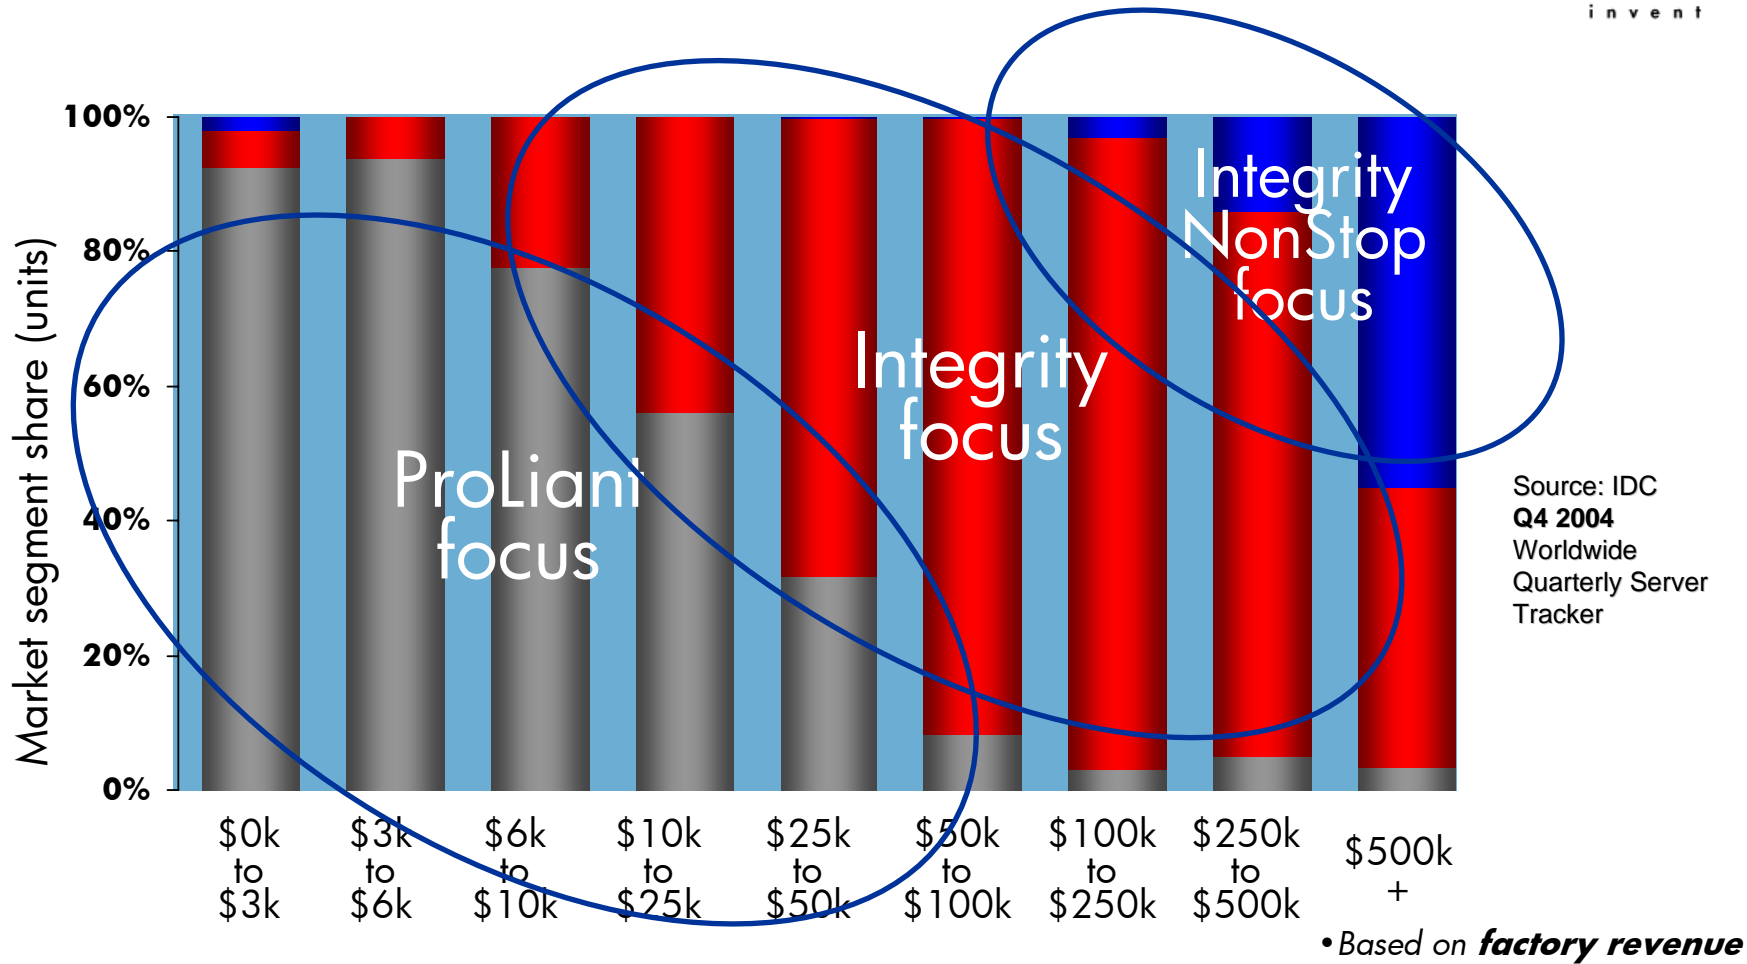 invent
100%
80%
60%
40%
20%
0%
Market segment share (units)
ProLiant
focus
Integrity
focus
Integrity
NonStop
focus
Source: IDC
Q4 2004
Worldwide
Quarterly Server
Tracker
$0k
to
$3k
$3k
to
$6k
$6k
to
$10k
$10k
to
$25k
$25k
to
$50k
$50k
to
$100k
$100k
to
$250k
$250k
to
$500k
$500k
+
•Based on factory revenue